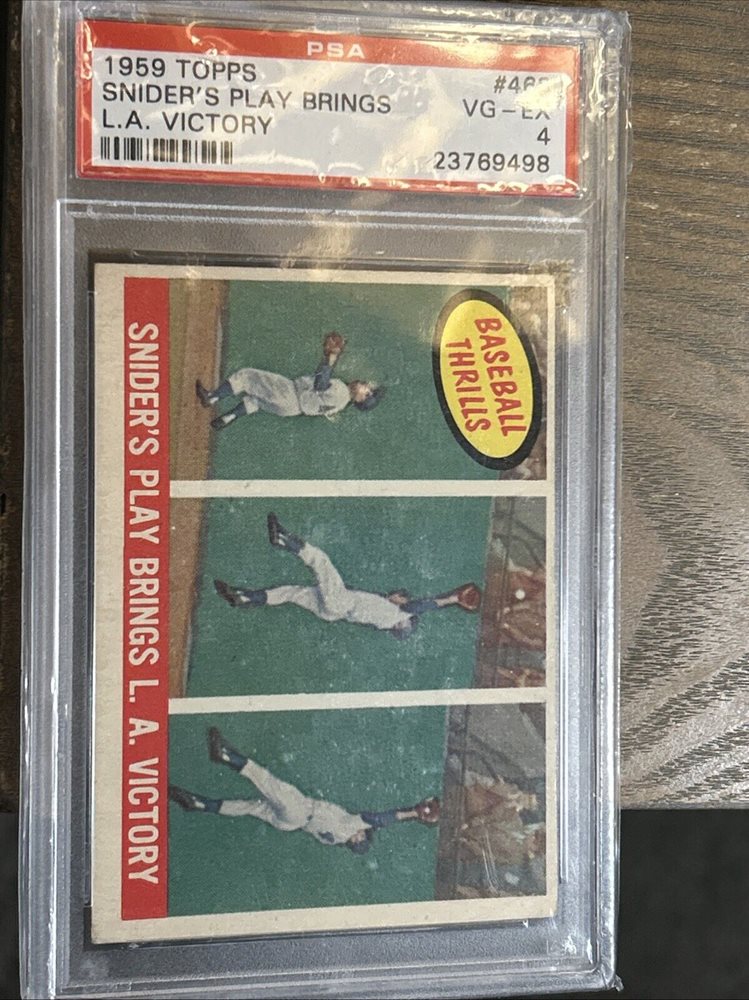 PSA
1959 TOPPS
SNIDER'S PLAY BRINGS VG-EX
L.A. VICTORY 4
23769498
BASEBALL
THRILLS
SNIDER'S PLAY BRINGS L. A. VICTORY